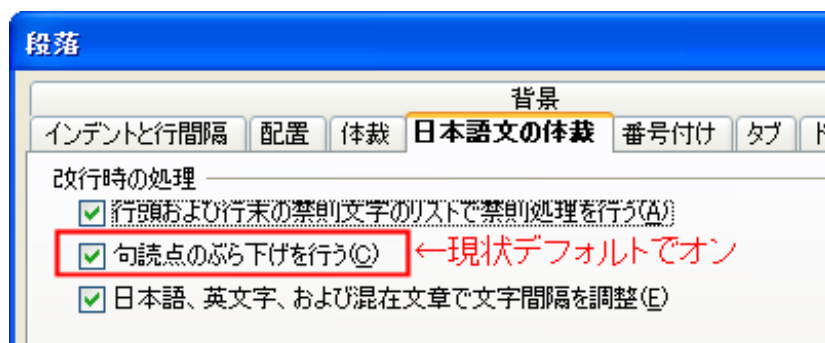 段落
背景
インデントと行間隔 配置 体裁 日本語文の体裁 番号付け タブ
改行時の処理
行頭および行末の禁則文字のリストで禁則処理を行う(A)
句読点のぶら下げを行う(C) ←現状デフォルトでオン
日本語、英文字、および混在文章で文字間隔を調整(E)